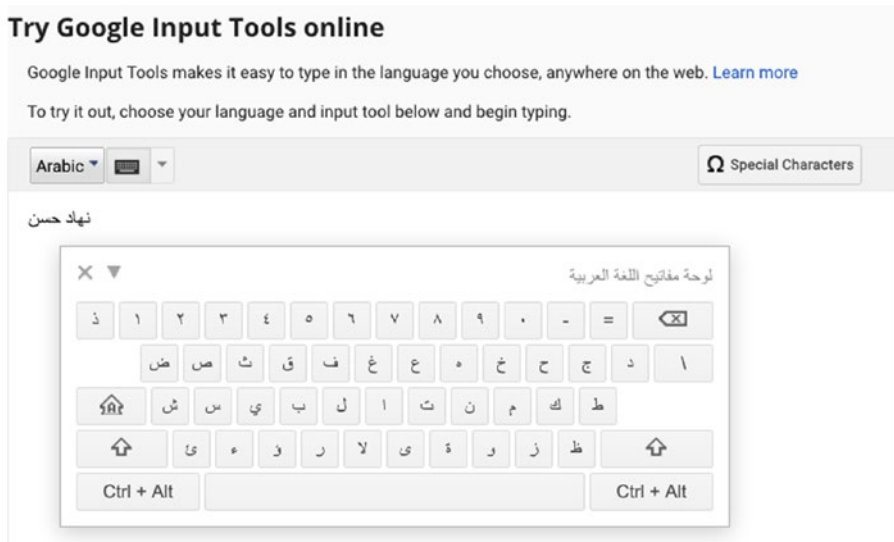 Try Google Input Tools online
Google Input Tools makes it easy to type in the language you choose, anywhere on the web. Learn more
To try it out, choose your language and input tool below and begin typing.
Arabic
Ω Special Characters
نهاد حسن
لوحة مفاتيح اللغة العربية
ذ ١ ٢ ٣ ٤ ٥ ٦ ٧ ٨ ٩ ٠ - =
ض ص ث ق ف غ ع ه خ ح ج د \
ش س ي ب ل ا ت ن م ك ط
ئ ء ؤ ر لا ى ة و ز ظ
Ctrl + Alt Ctrl + Alt